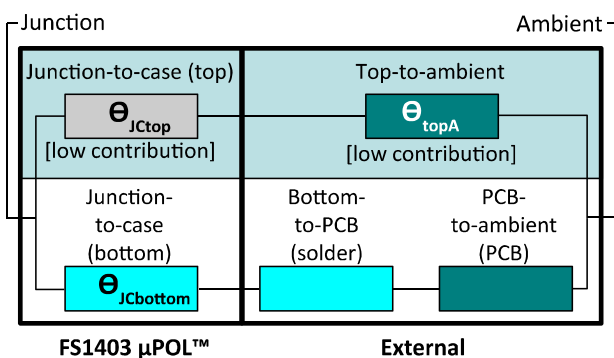 Junction
Ambient
Junction-to-case (top)
Top-to-ambient
ΘJCtop
ΘtopA
[low contribution]
[low contribution]
Junction-
to-case
(bottom)
Bottom-
to-PCB
(solder)
PCB-
to-ambient
(PCB)
ΘJCbottom
FS1403 µPOL™
External